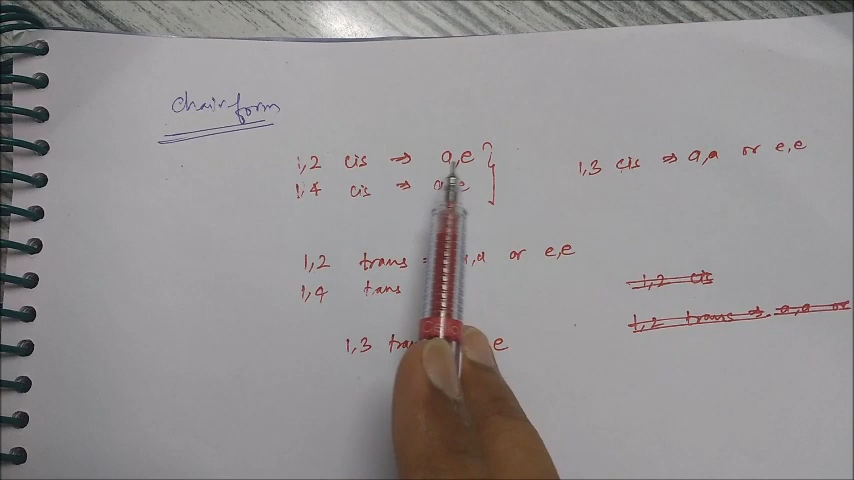 chair form
1,2 cis ⇒ a,e
1,4 cis ⇒ a,e
1,3 cis ⇒ a,a or e,e
1,2 trans ,a or e,e
1,4 trans
1,3 e
1,2 cis
1,2 trans ⇒ a,a or